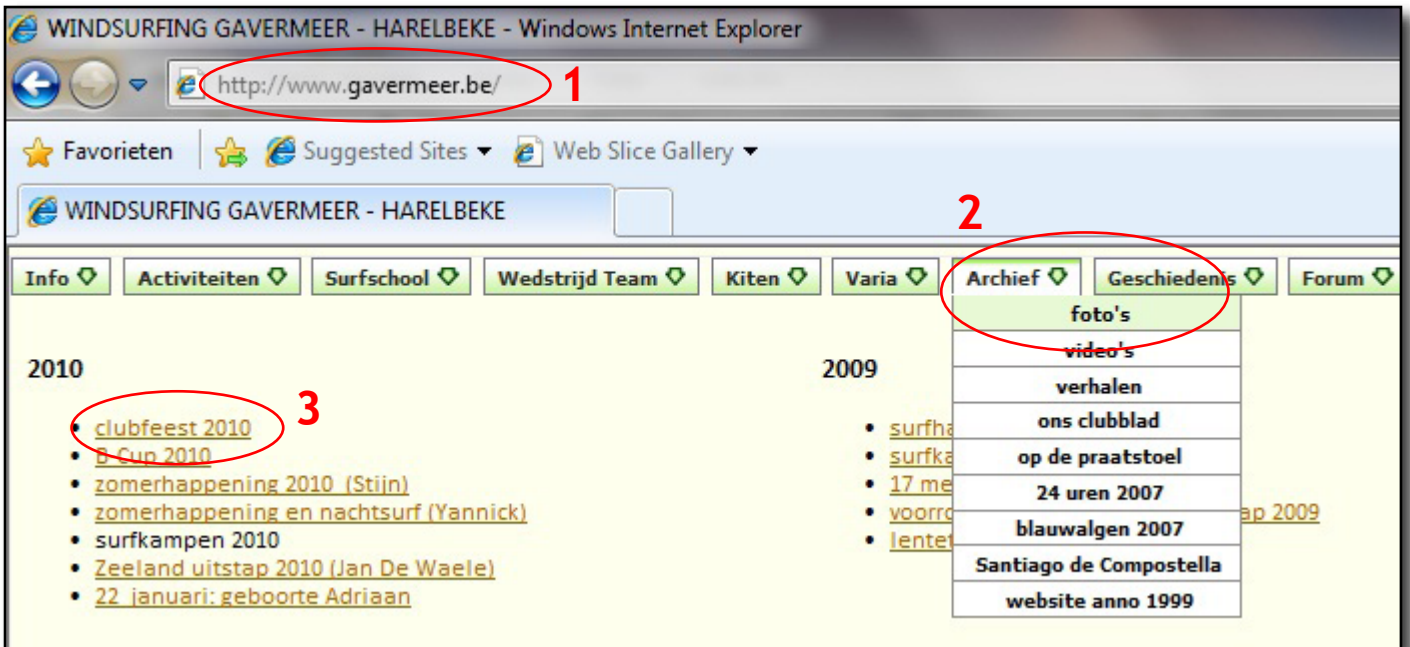 WINDSURFING GAVERMEER - HARELBEKE - Windows Internet Explorer
http://www.gavermeer.be/
1
Favorieten Suggested Sites Web Slice Gallery
WINDSURFING GAVERMEER - HARELBEKE
2
Info Activiteiten Surfschool Wedstrijd Team Kiten Varia Archief Geschiedenis Forum
foto's
video's
verhalen
ons clubblad
op de praatstoel
24 uren 2007
blauwalgen 2007
Santiago de Compostella
website anno 1999
2010
3
clubfeest 2010
B Cup 2010
zomerhappening 2010 (Stijn)
zomerhappening en nachtsurf (Yannick)
surfkampen 2010
Zeeland uitstap 2010 (Jan De Waele)
22 januari: geboorte Adriaan
2009
17
2009